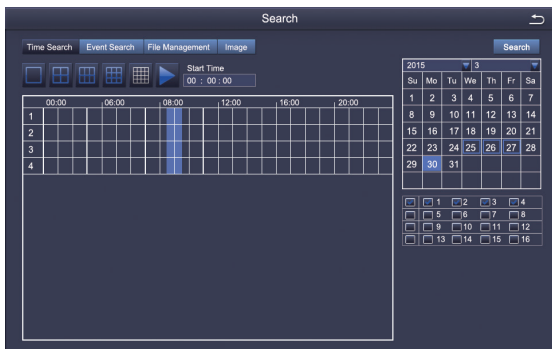 Search
Time Search Event Search File Management Image Search
Start Time
00 : 00 : 00
2015 3
Su Mo Tu We Th Fr Sa
1 2 3 4 5 6 7
8 9 10 11 12 13 14
15 16 17 18 19 20 21
22 23 24 25 26 27 28
29 30 31
00:00 06:00 08:00 12:00 16:00 20:00
1
2
3
4
1 2 3 4
5 6 7 8
9 10 11 12
13 14 15 16